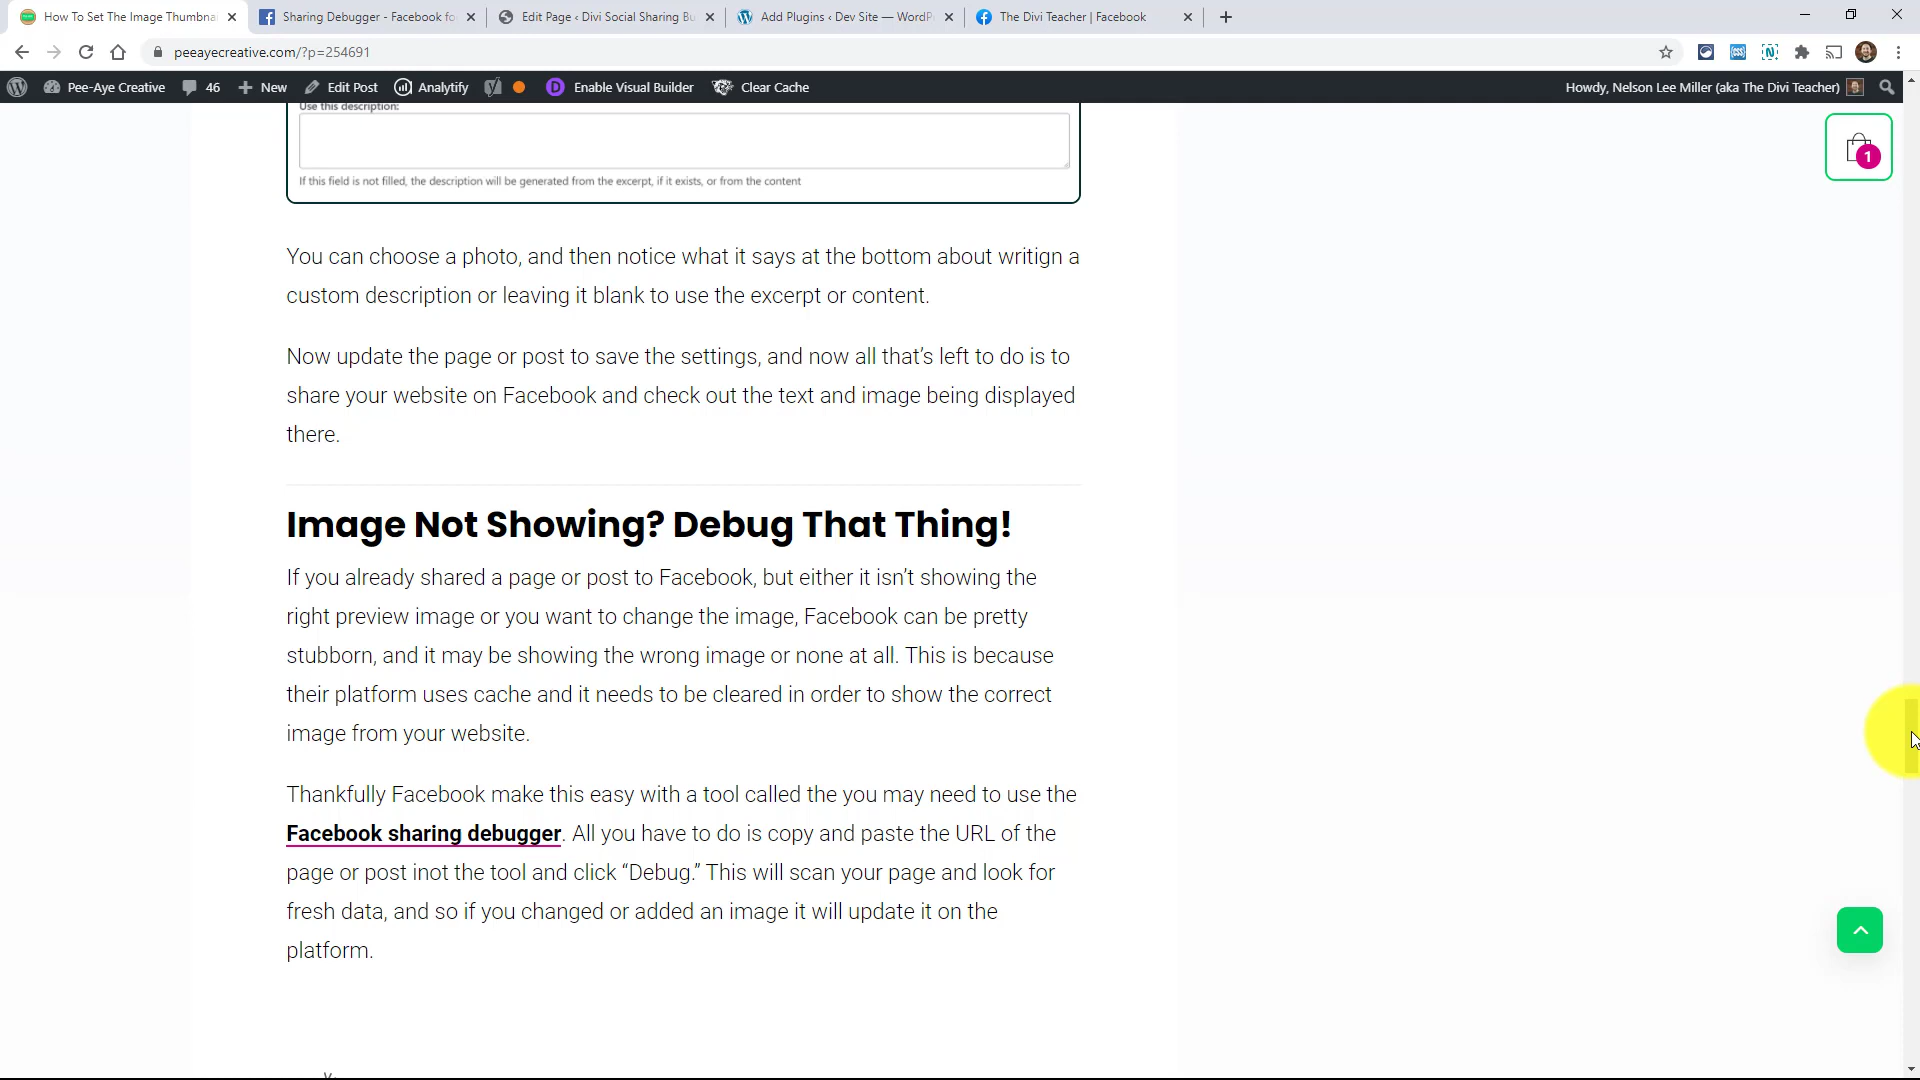 How To Set The Image Thumbna
Sharing Debugger - Facebook fo
Edit Page ‹ Divi Social Sharing Bu
Add Plugins ‹ Dev Site — WordP
The Divi Teacher | Facebook
peeayecreative.com/?p=254691
Pee-Aye Creative
46
New
Edit Post
Analytify
Enable Visual Builder
Clear Cache
Howdy, Nelson Lee Miller (aka The Divi Teacher)
1
Use this description:
If this field is not filled, the description will be generated from the excerpt, if it exists, or from the content
You can choose a photo, and then notice what it says at the bottom about writign a
custom description or leaving it blank to use the excerpt or content.
Now update the page or post to save the settings, and now all that’s left to do is to
share your website on Facebook and check out the text and image being displayed
there.
Image Not Showing? Debug That Thing!
If you already shared a page or post to Facebook, but either it isn’t showing the
right preview image or you want to change the image, Facebook can be pretty
stubborn, and it may be showing the wrong image or none at all. This is because
their platform uses cache and it needs to be cleared in order to show the correct
image from your website.
Thankfully Facebook make this easy with a tool called the you may need to use the
Facebook sharing debugger. All you have to do is copy and paste the URL of the
page or post inot the tool and click “Debug.” This will scan your page and look for
fresh data, and so if you changed or added an image it will update it on the
platform.